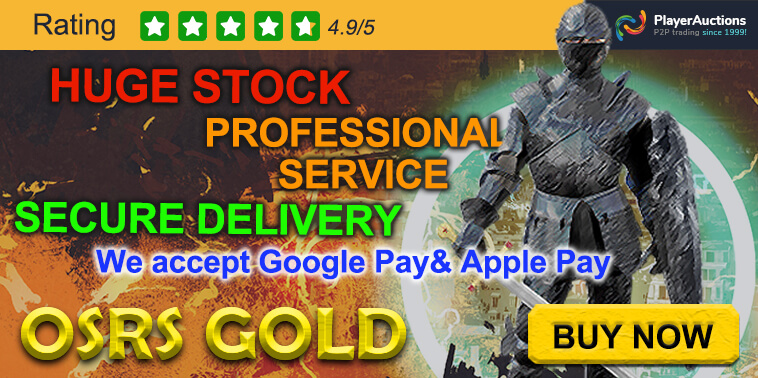 Rating 4.9/5
PlayerAuctions
P2P trading since 1999!
HUGE STOCK
PROFESSIONAL
SERVICE
SECURE DELIVERY
We accept Google Pay& Apple Pay
OSRS GOLD
BUY NOW